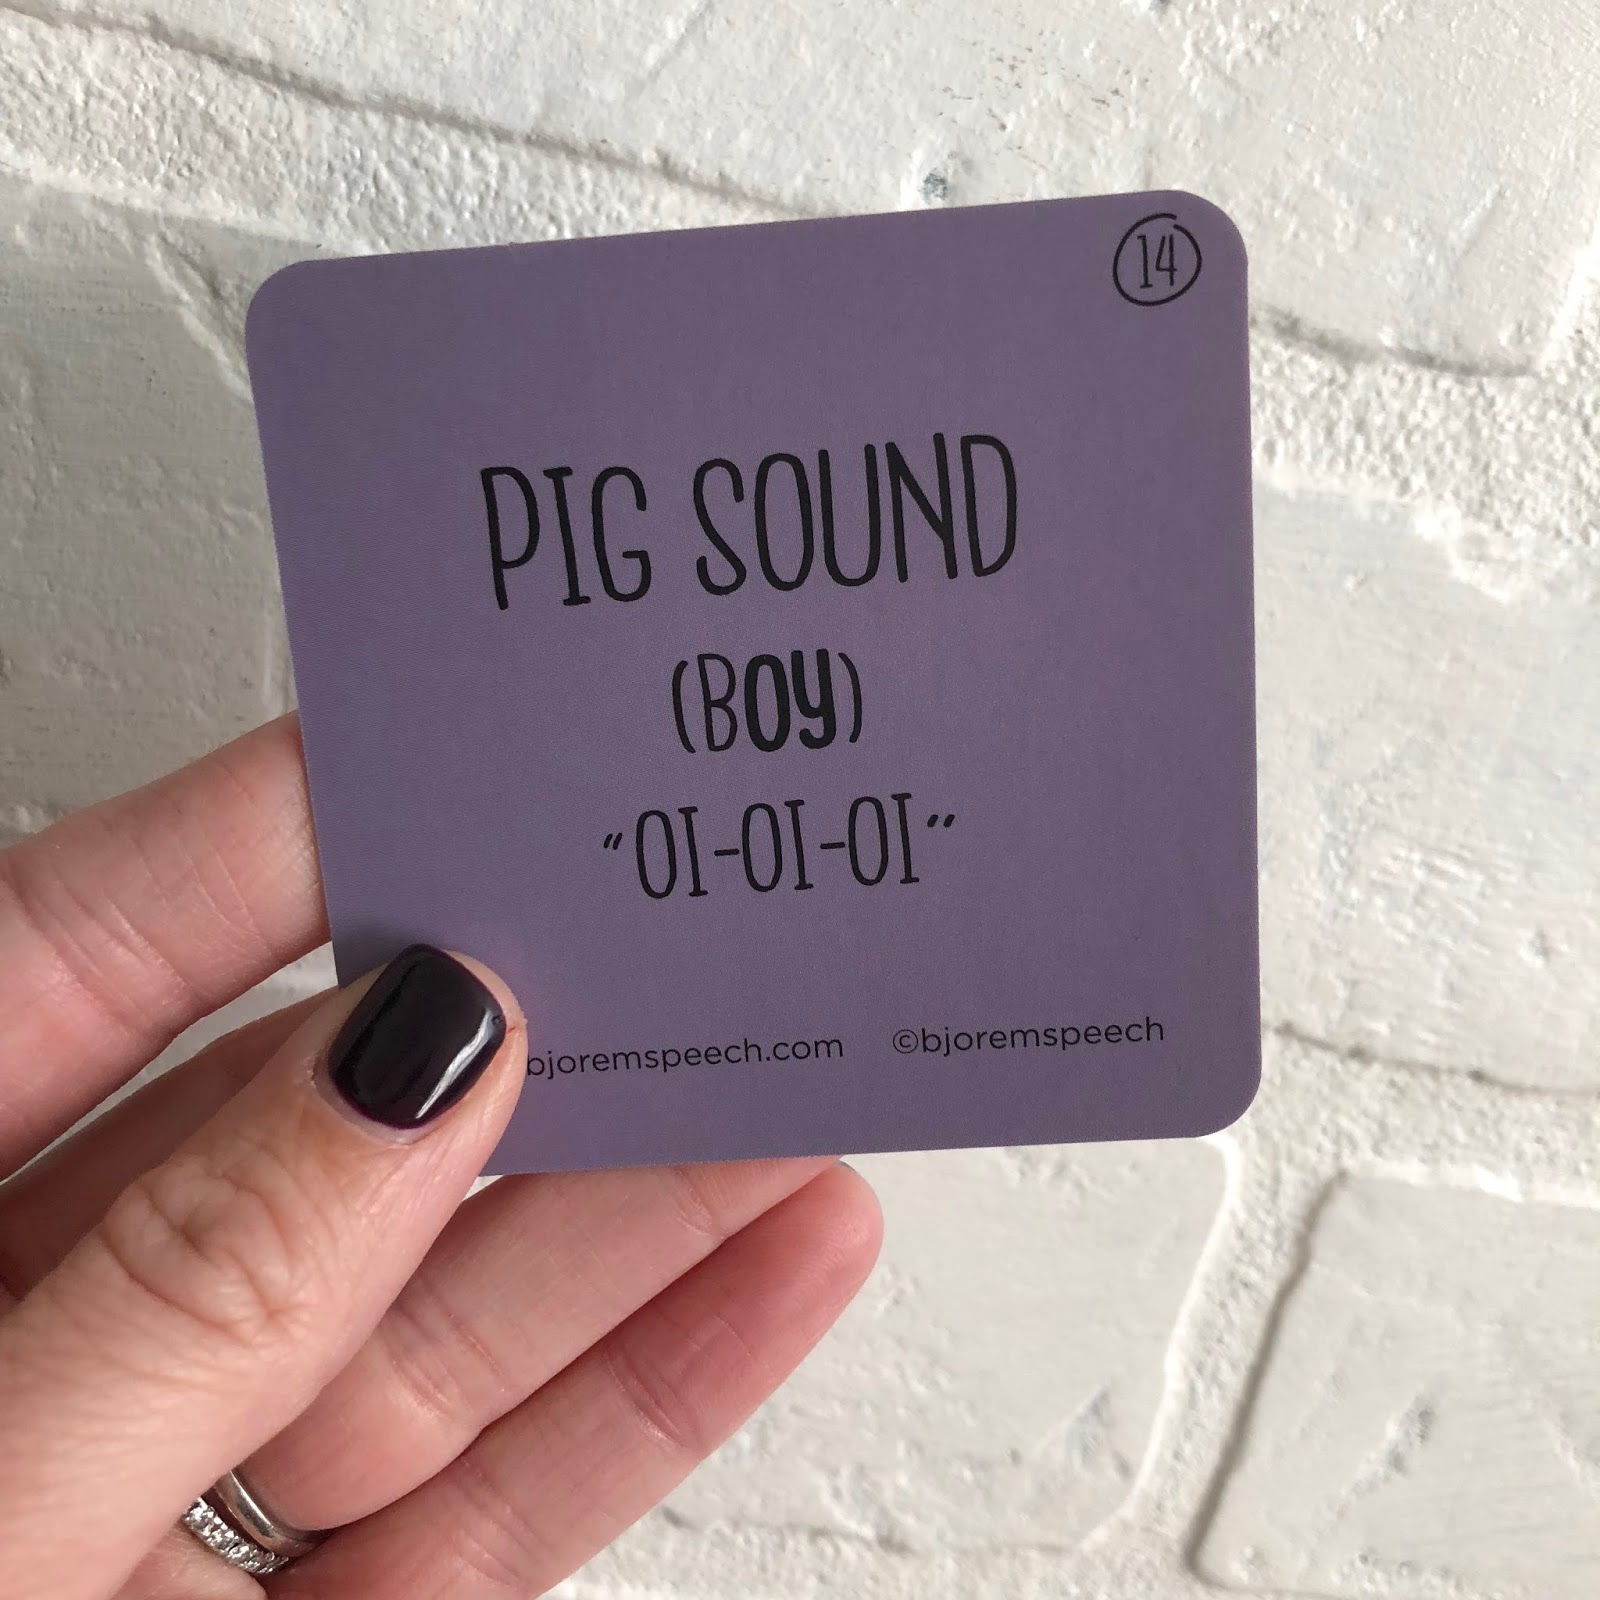 14
PIG SOUND
(BOY)
"OI-OI-OI"
bjoremspeech.com ©bjoremspeech